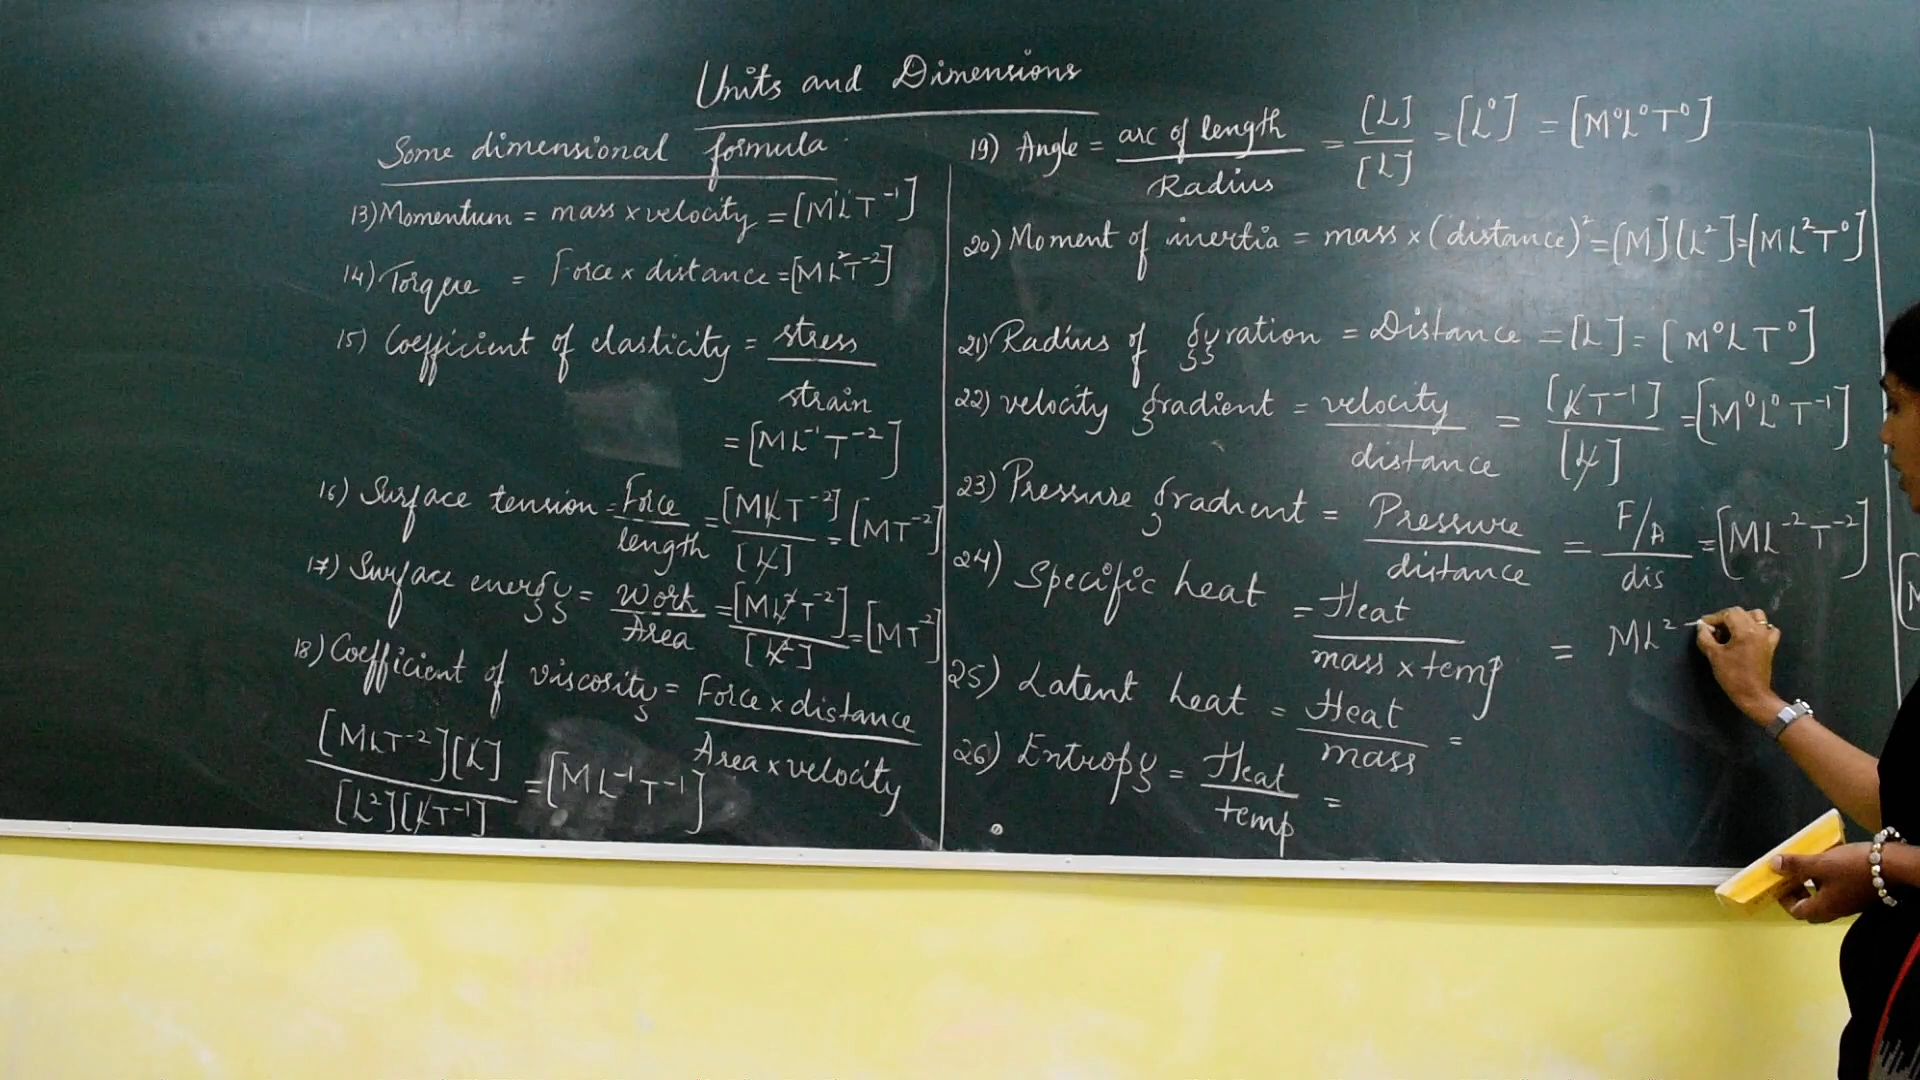 Units and Dimensions
Some dimensional formula
13) Momentum = mass x velocity = [M¹L¹T⁻¹]
14) Torque = Force x distance = [ML²T⁻²]
15) Coefficient of elasticity = stress
strain
= [ML⁻¹T⁻²]
16) Surface tension = Force / length = [MLT⁻²] / [L] = [MT⁻²]
17) Surface energy = Work / Area = [ML²T⁻²] / [L²] = [MT⁻²]
18) Coefficient of viscosity = Force x distance
Area x velocity
[MLT⁻²][L] / [L²][LT⁻¹] = [ML⁻¹T⁻¹]
19) Angle = arc of length / Radius = [L] / [L] = [L⁰] = [M⁰L⁰T⁰]
20) Moment of inertia = mass x (distance)² = [M][L²] = [ML²T⁰]
21) Radius of gyration = Distance = [L] = [M⁰LT⁰]
22) velocity gradient = velocity / distance = [LT⁻¹] / [L] = [M⁰L⁰T⁻¹]
23) Pressure gradient = Pressure / distance = F/A / dis = [ML⁻²T⁻²]
24) Specific heat = Heat / mass x temp = ML²
25) Latent heat = Heat / mass =
26) Entropy = Heat / temp =